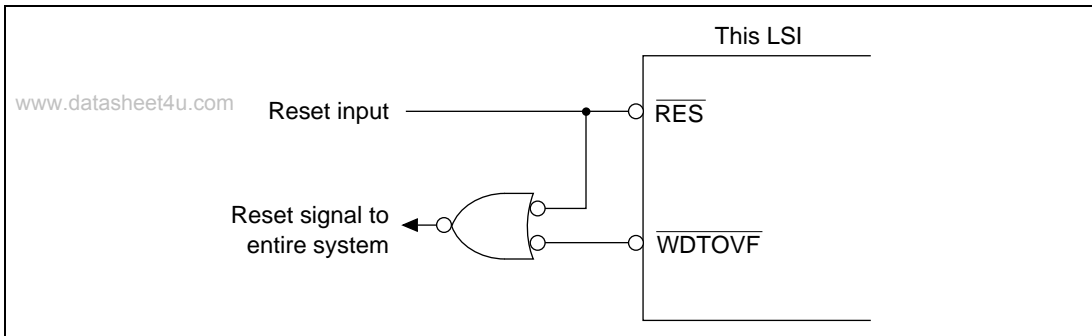 This LSI
www.datasheet4u.com
Reset input
RES
Reset signal to
entire system
WDTOVF